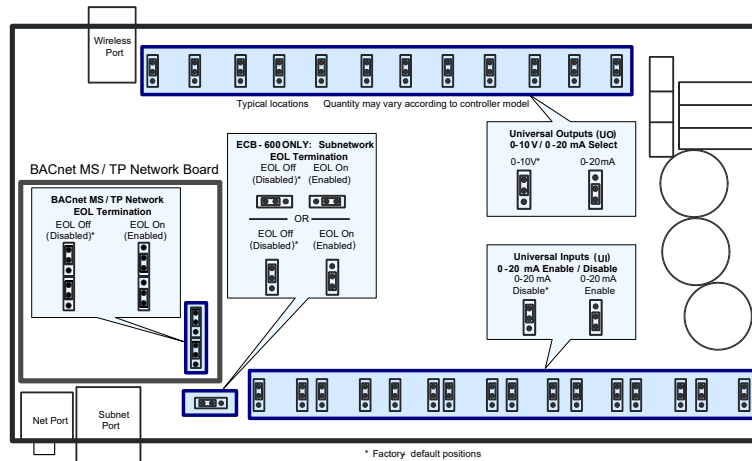 Wireless
Port
Typical locations Quantity may vary according to controller model
ECB - 600 ONLY: Subnetwork
EOL Termination
EOL Off
(Disabled)*
EOL On
(Enabled)
OR
EOL Off
(Disabled)*
EOL On
(Enabled)
Universal Outputs (UO)
0-10 V / 0 - 20 mA Select
0-10V*
0-20mA
BACnet MS / TP Network Board
BACnet MS / TP Network
EOL Termination
EOL Off
(Disabled)*
EOL On
(Enabled)
Universal Inputs (UI)
0-20 mA Enable / Disable
0-20 mA
Disable*
0-20 mA
Enable
Net Port
Subnet
Port
* Factory default positions